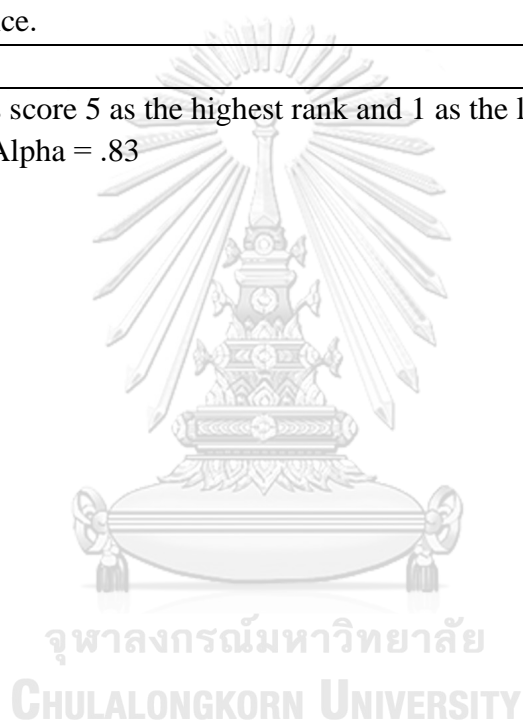 ce.
score 5 as the highest rank and 1 as the l
Alpha = .83
จุฬาลงกรณ์มหาวิทยาลัย
CHULALONGKORN UNIVERSITY